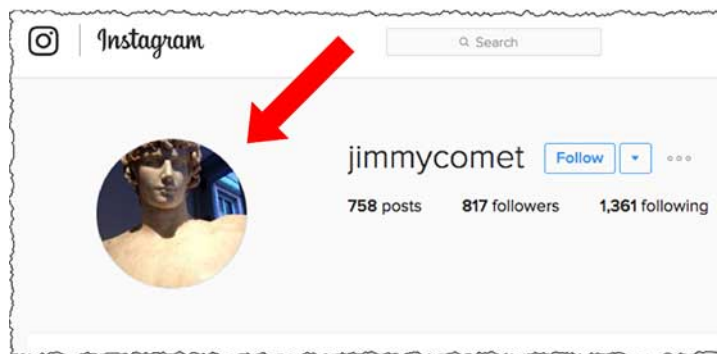 Instagram
Search
jimmycomet Follow
758 posts 817 followers 1,361 following